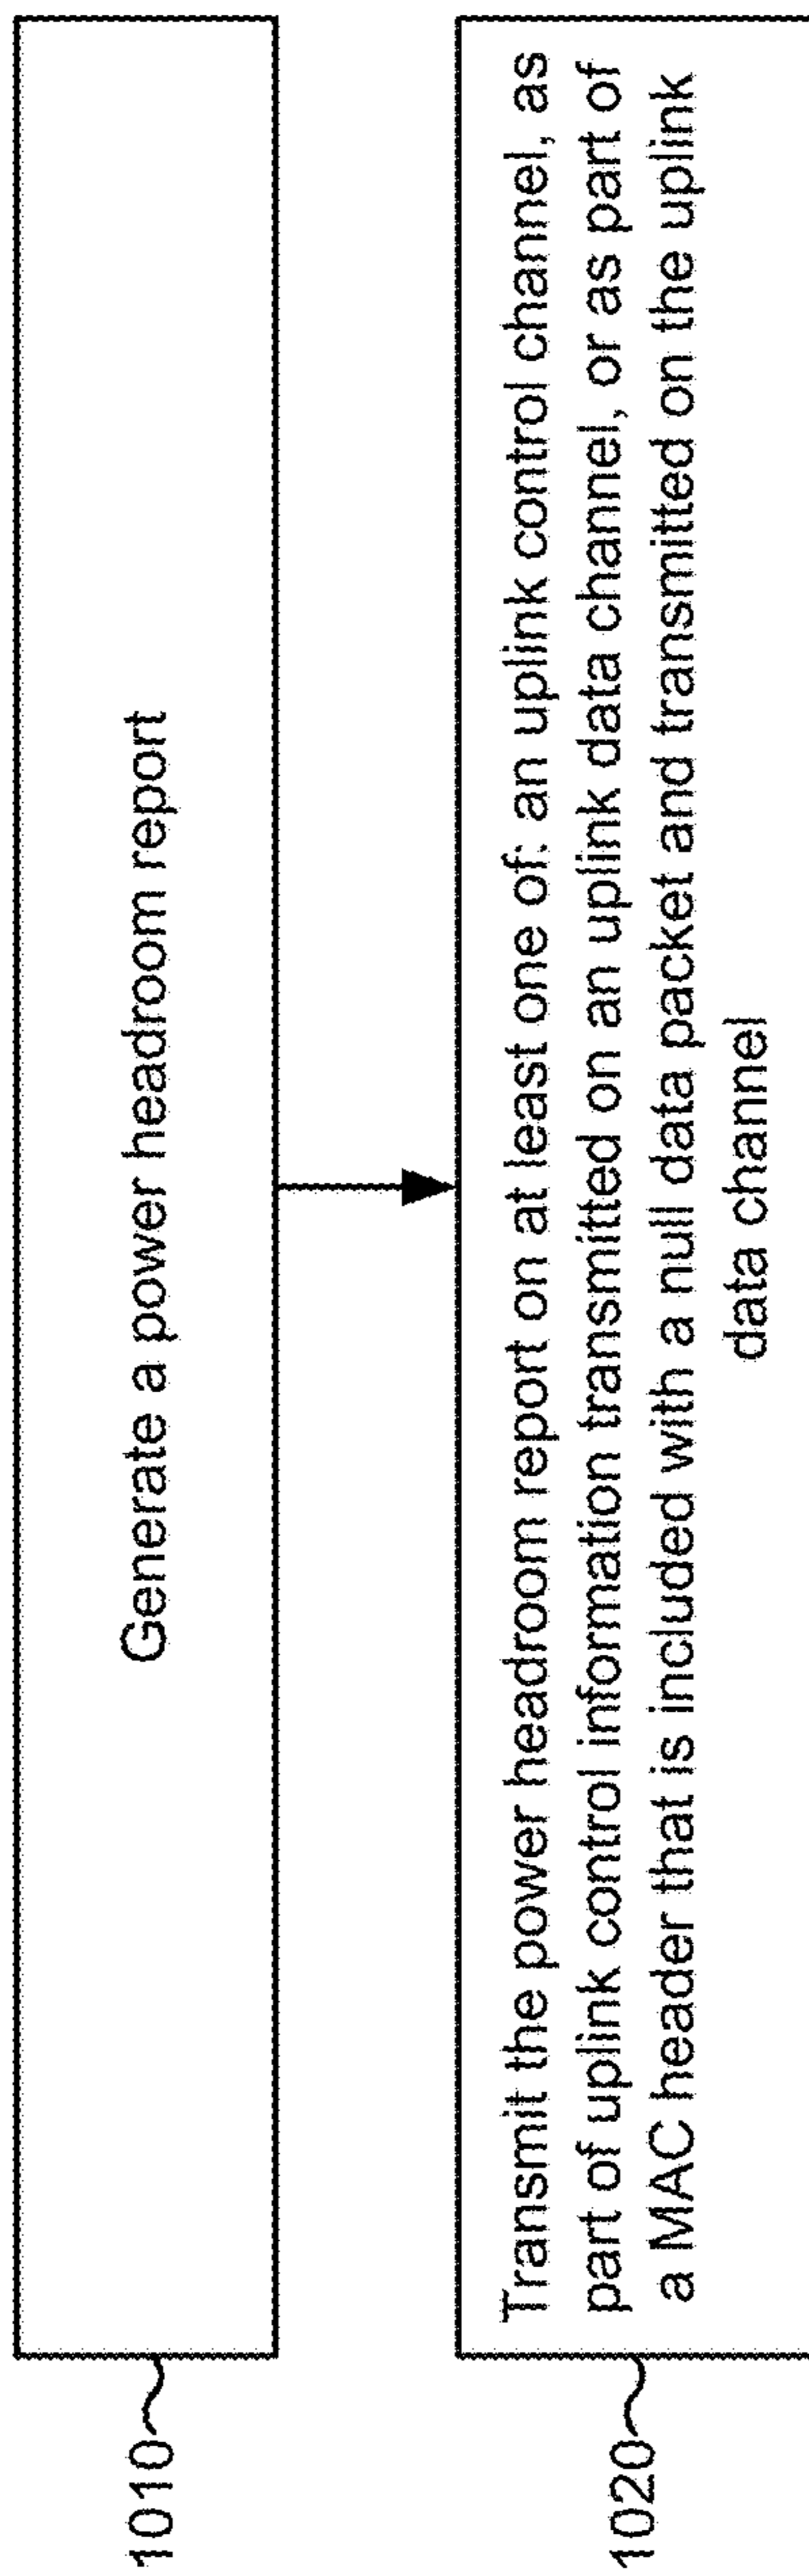 1010
Generate a power headroom report
1020
Transmit the power headroom report on at least one of: an uplink control channel, as
part of uplink control information transmitted on an uplink data channel, or as part of
a MAC header that is included with a null data packet and transmitted on the uplink
data channel